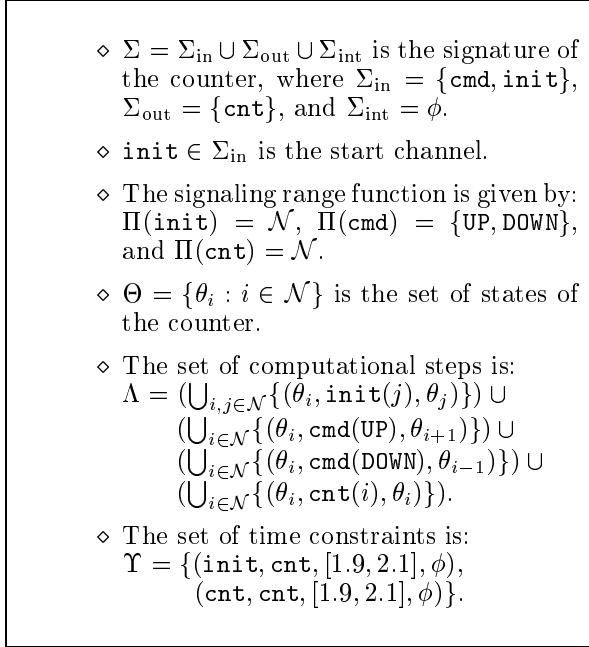 ⋄ Σ = Σ_in ∪ Σ_out ∪ Σ_int is the signature of
the counter, where Σ_in = {cmd, init},
Σ_out = {cnt}, and Σ_int = ϕ.
⋄ init ∈ Σ_in is the start channel.
⋄ The signaling range function is given by:
Π(init) = 𝒩, Π(cmd) = {UP, DOWN},
and Π(cnt) = 𝒩.
⋄ Θ = {θ_i : i ∈ 𝒩} is the set of states of
the counter.
⋄ The set of computational steps is:
Λ = (⋃_{i,j∈𝒩}{(θ_i, init(j), θ_j)}) ∪
(⋃_{i∈𝒩}{(θ_i, cmd(UP), θ_{i+1})}) ∪
(⋃_{i∈𝒩}{(θ_i, cmd(DOWN), θ_{i−1})}) ∪
(⋃_{i∈𝒩}{(θ_i, cnt(i), θ_i)}).
⋄ The set of time constraints is:
Υ = {(init, cnt, [1.9, 2.1], ϕ),
(cnt, cnt, [1.9, 2.1], ϕ)}.